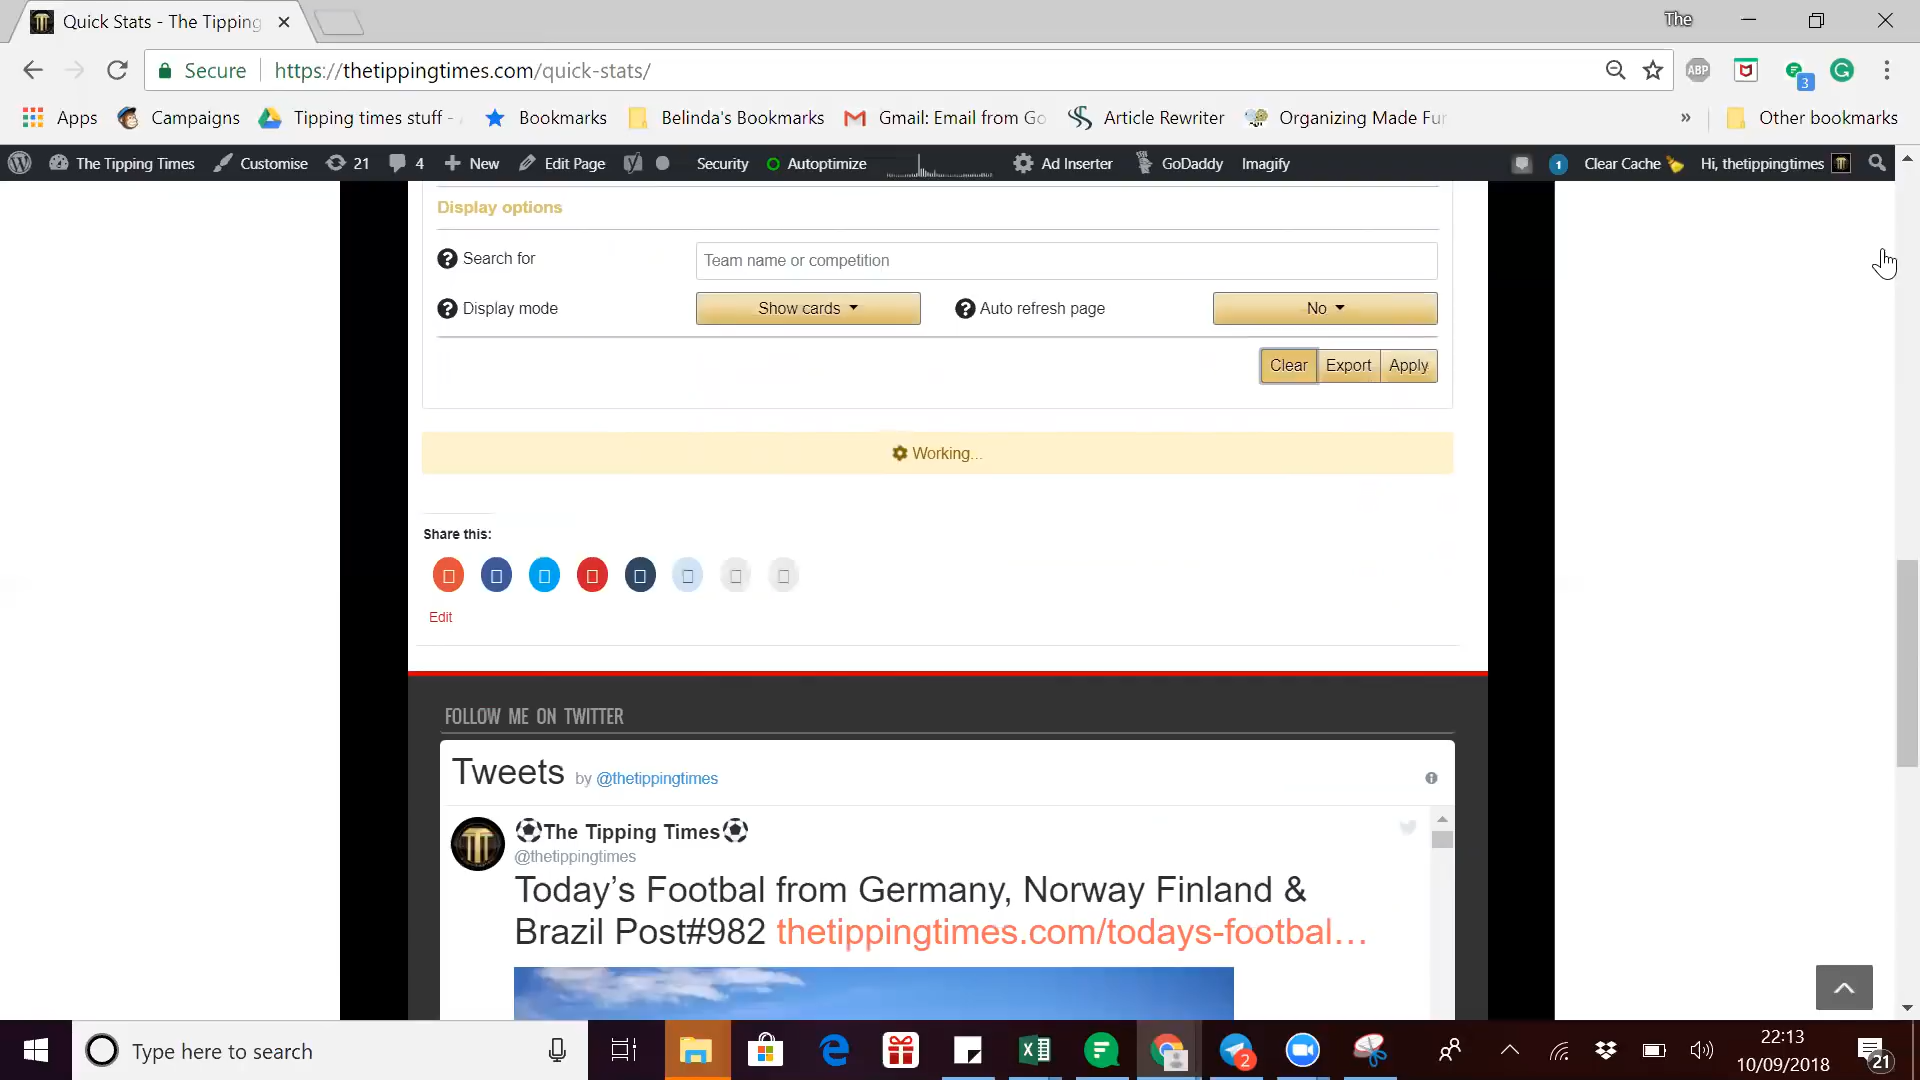 Quick Stats - The Tipping
The
Secure https://thetippingtimes.com/quick-stats/
ABP
3
Apps Campaigns Tipping times stuff - Bookmarks Belinda's Bookmarks Gmail: Email from Go Article Rewriter Organizing Made Fun » Other bookmarks
The Tipping Times Customise 21 4 New Edit Page Security Autoptimize Ad Inserter GoDaddy Imagify 1 Clear Cache Hi, thetippingtimes
Display options
Search for Team name or competition
Display mode Show cards Auto refresh page No
Clear Export Apply
Working...
Share this:
Edit
FOLLOW ME ON TWITTER
Tweets by @thetippingtimes
The Tipping Times
@thetippingtimes
Today's Footbal from Germany, Norway Finland &
Brazil Post#982 thetippingtimes.com/todays-footbal…
Type here to search
2
22:13
10/09/2018
21